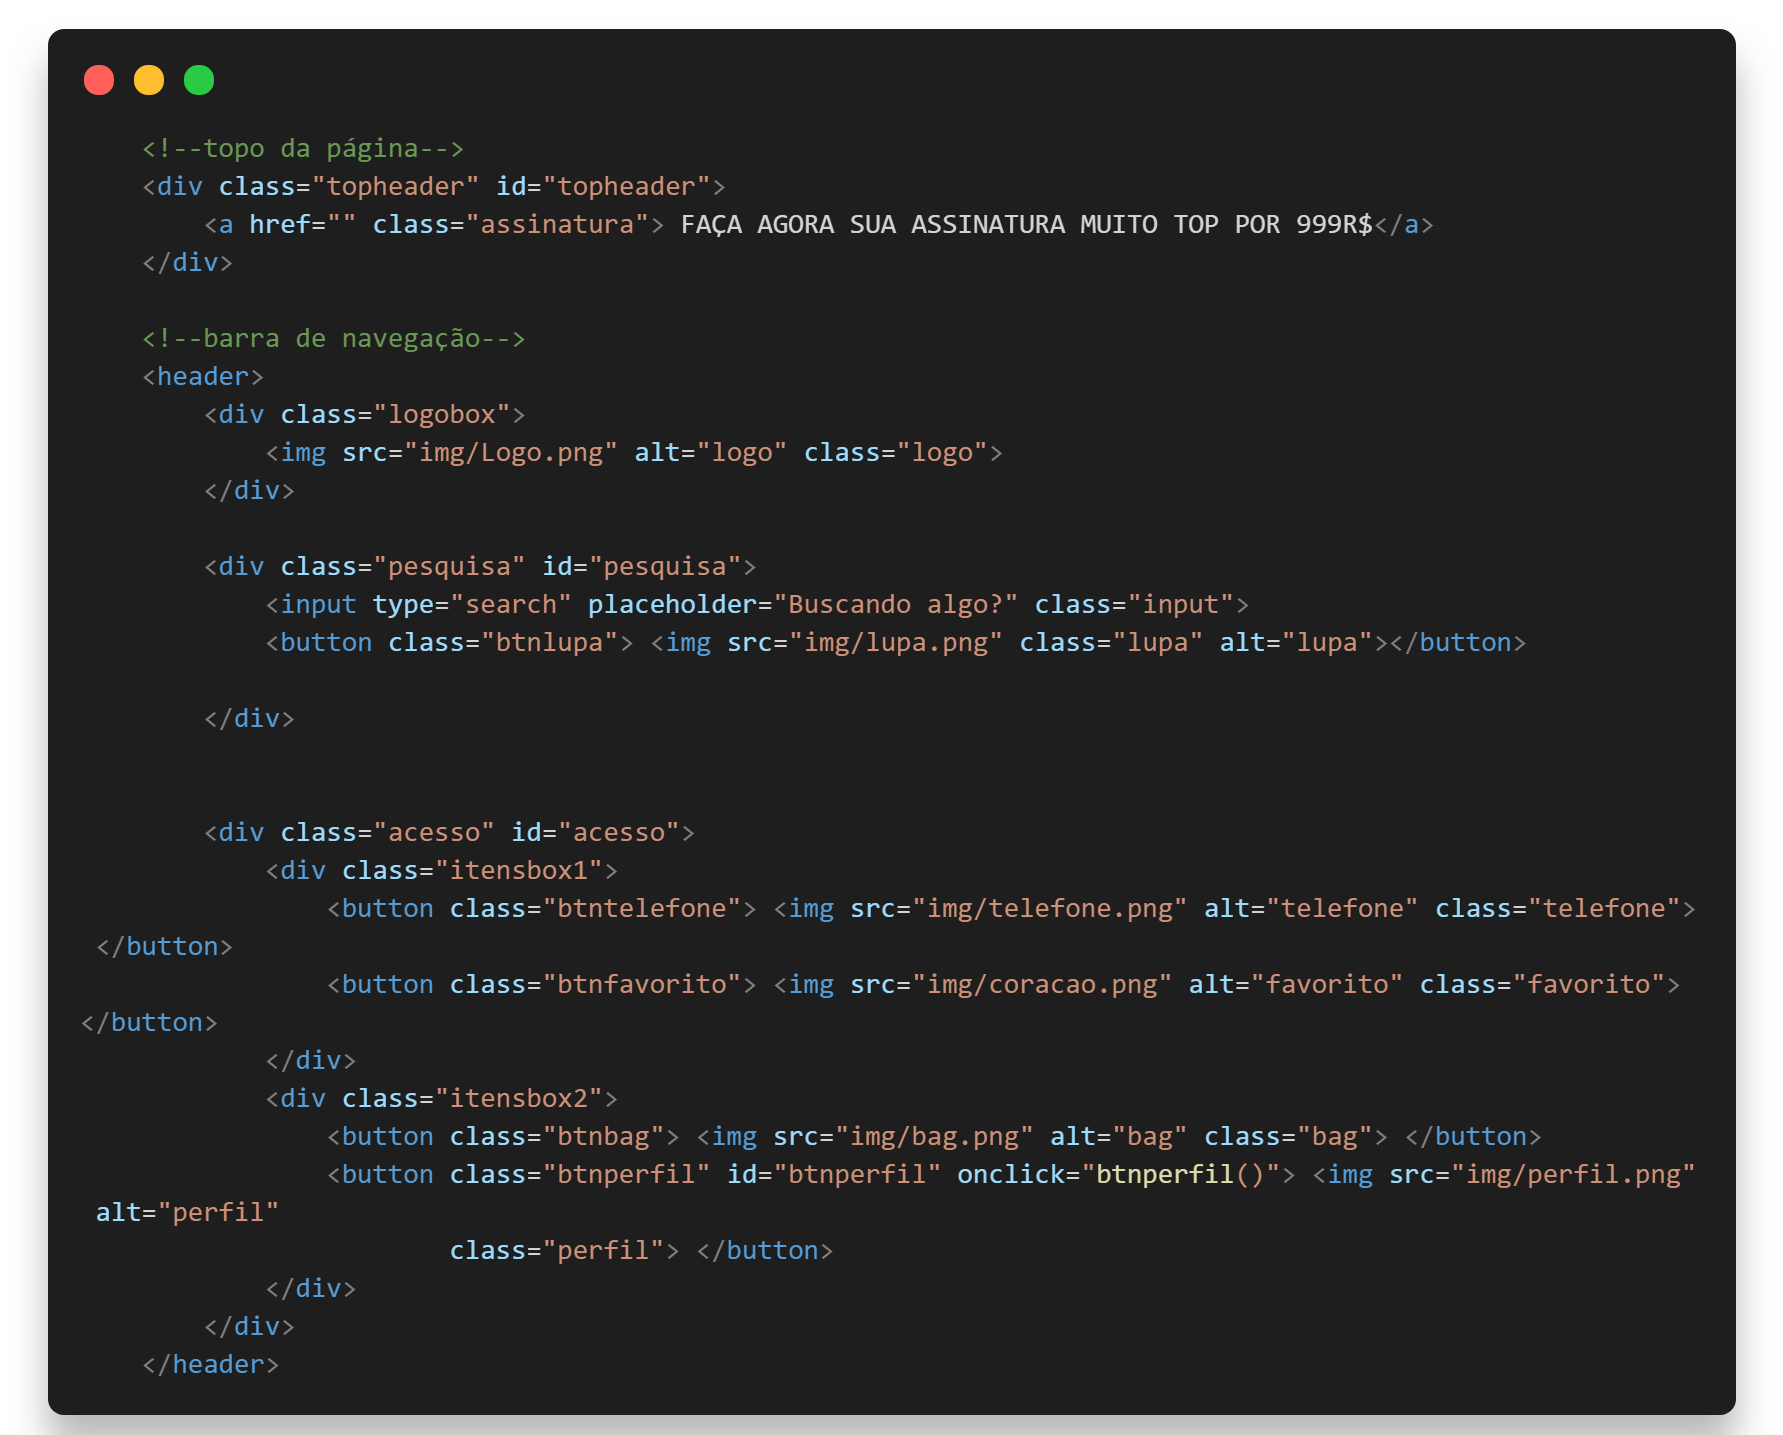 <!--topo da página-->
<div class="topheader" id="topheader">
<a href="" class="assinatura"> FAÇA AGORA SUA ASSINATURA MUITO TOP POR 999R$</a>
</div>
<!--barra de navegação-->
<header>
<div class="logobox">
<img src="img/Logo.png" alt="logo" class="logo">
</div>
<div class="pesquisa" id="pesquisa">
<input type="search" placeholder="Buscando algo?" class="input">
<button class="btnlupa"> <img src="img/lupa.png" class="lupa" alt="lupa"></button>
</div>
<div class="acesso" id="acesso">
<div class="itensbox1">
<button class="btntelefone"> <img src="img/telefone.png" alt="telefone" class="telefone">
</button>
<button class="btnfavorito"> <img src="img/coracao.png" alt="favorito" class="favorito">
</button>
</div>
<div class="itensbox2">
<button class="btnbag"> <img src="img/bag.png" alt="bag" class="bag"> </button>
<button class="btnperfil" id="btnperfil" onclick="btnperfil()"> <img src="img/perfil.png"
alt="perfil"
class="perfil"> </button>
</div>
</div>
</header>